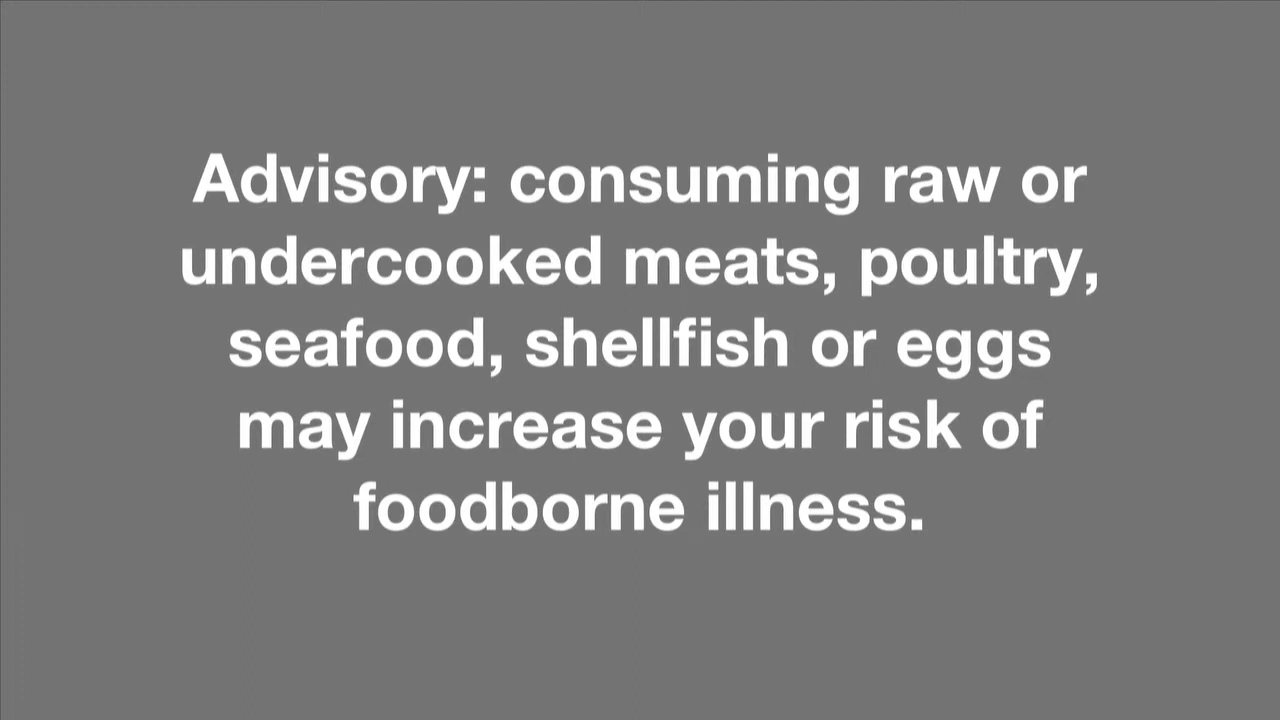 Advisory: consuming raw or
undercooked meats, poultry,
seafood, shellfish or eggs
may increase your risk of
foodborne illness.